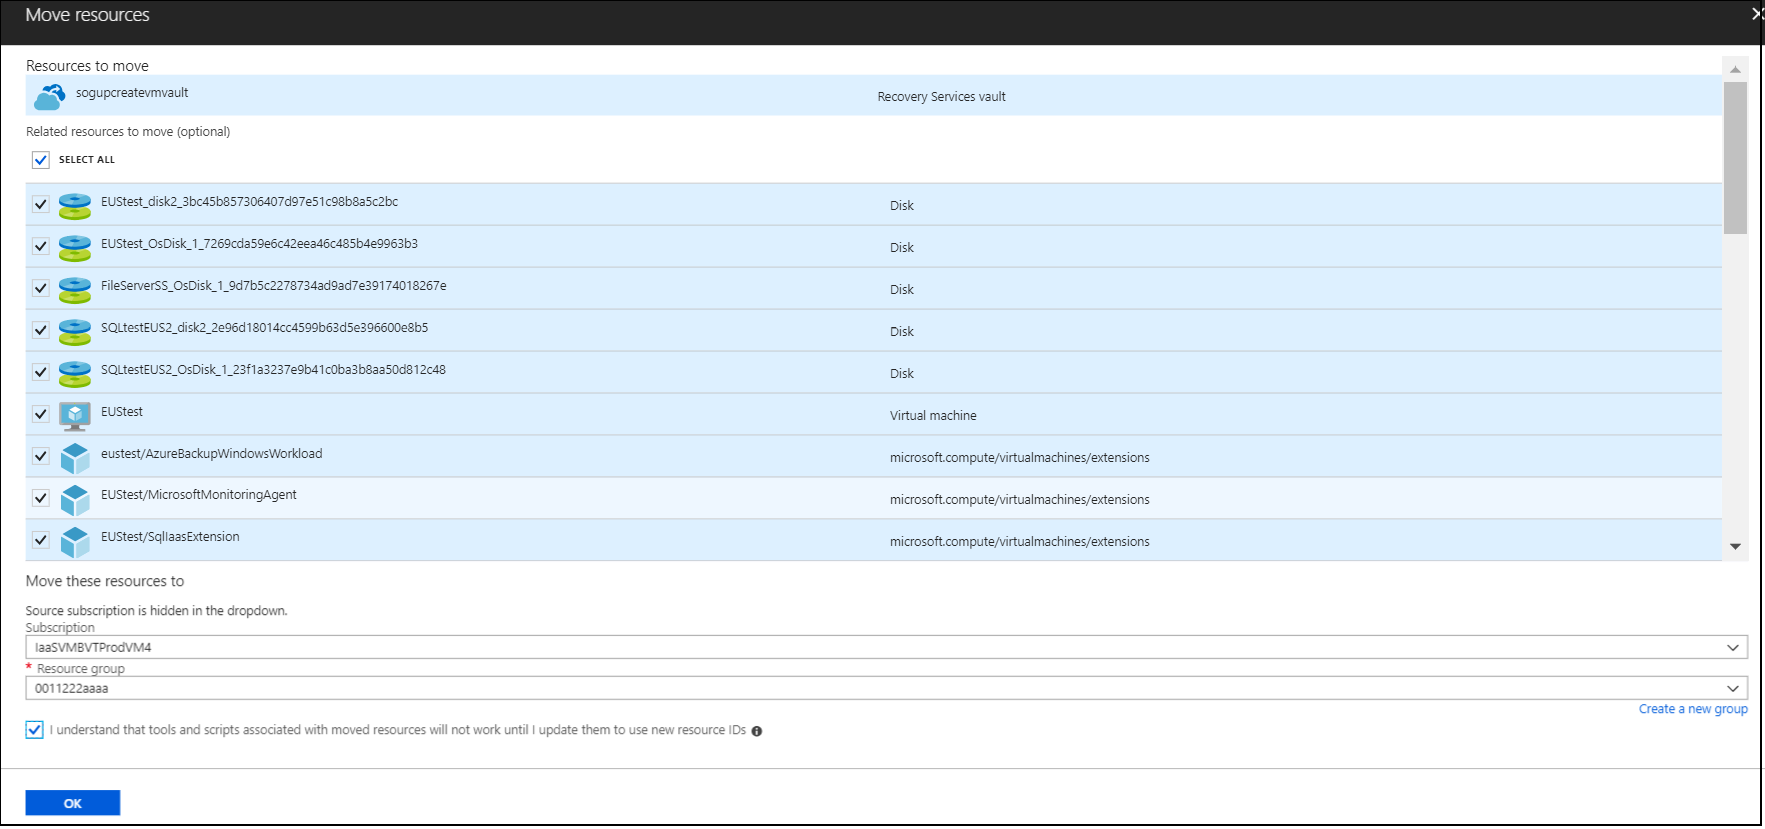 Move resources
Resources to move
sogupcreatevmvault Recovery Services vault
Related resources to move (optional)
SELECT ALL
EUStest_disk2_3bc45b857306407d97e51c98b8a5c2bc Disk
EUStest_OsDisk_1_7269cda59e6c42eea46c485b4e9963b3 Disk
FileServerSS_OsDisk_1_9d7b5c2278734ad9ad7e39174018267e Disk
SQLtestEUS2_disk2_2e96d18014cc4599b63d5e396600e8b5 Disk
SQLtestEUS2_OsDisk_1_23f1a3237e9b41c0ba3b8aa50d812c48 Disk
EUStest Virtual machine
eustest/AzureBackupWindowsWorkload microsoft.compute/virtualmachines/extensions
EUStest/MicrosoftMonitoringAgent microsoft.compute/virtualmachines/extensions
EUStest/SqlIaasExtension microsoft.compute/virtualmachines/extensions
Move these resources to
Source subscription is hidden in the dropdown.
Subscription
IaaSVMBVTProdVM4
* Resource group
0011222aaaa
Create a new group
I understand that tools and scripts associated with moved resources will not work until I update them to use new resource IDs
OK